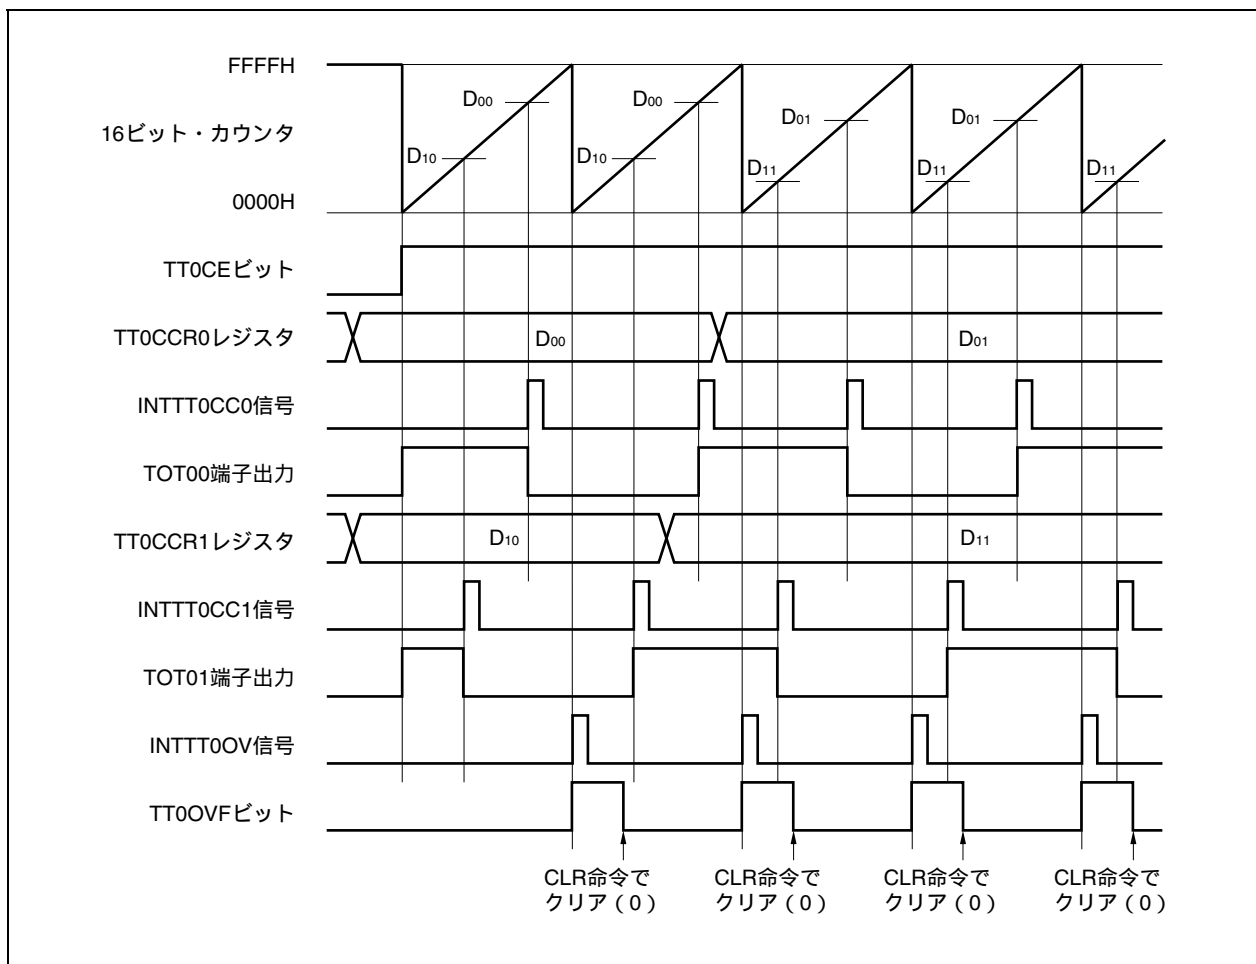 FFFFH
D00
D00
D01
D01
16ビット・カウンタ
D10
D10
D11
D11
D11
0000H
TT0CEビット
TT0CCR0レジスタ
D00
D01
INTTT0CC0信号
TOT00端子出力
TT0CCR1レジスタ
D10
D11
INTTT0CC1信号
TOT01端子出力
INTTT0OV信号
TT0OVFビット
CLR命令で
クリア（0）
CLR命令で
クリア（0）
CLR命令で
クリア（0）
CLR命令で
クリア（0）